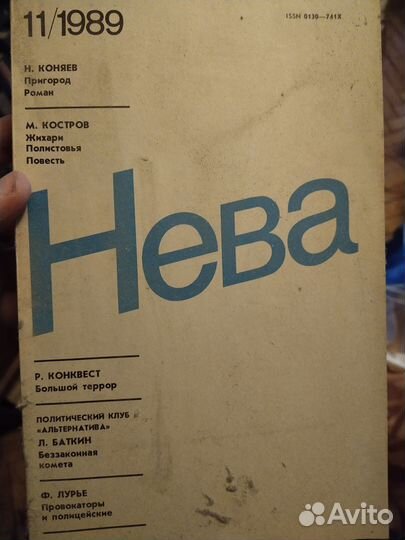 11/1989
ISSN 0130—741X
Н. КОНЯЕВ
Пригород
Роман
М. КОСТРОВ
Жихари
Полистовья
Повесть
Нева
Р. КОНКВЕСТ
Большой террор
ПОЛИТИЧЕСКИЙ КЛУБ
«АЛЬТЕРНАТИВА»
Л. БАТКИН
Беззаконная
комета
Ф. ЛУРЬЕ
Провокаторы
и полицейские
Avito